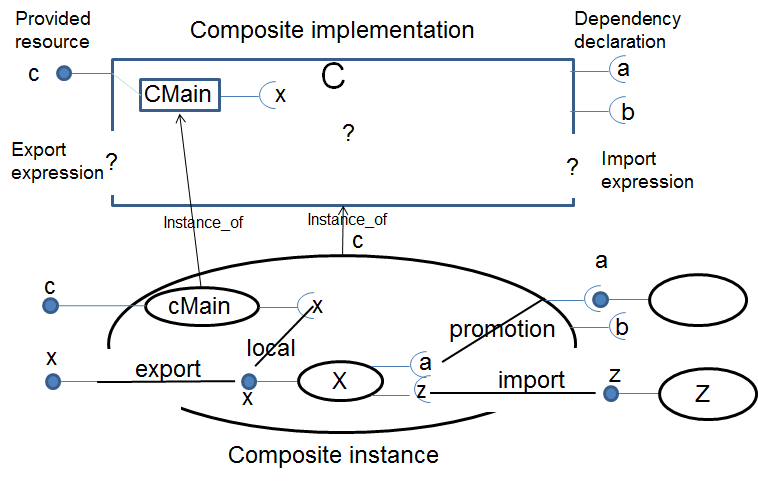 Provided
resource
Composite implementation
Dependency
declaration
c
CMain
x
C
a
b
?
Export
expression
?
?
Import
expression
Instance_of
Instance_of
c
a
c
cMain
x
promotion
b
x
export
local
x
X
a
z
import
z
Z
Composite instance